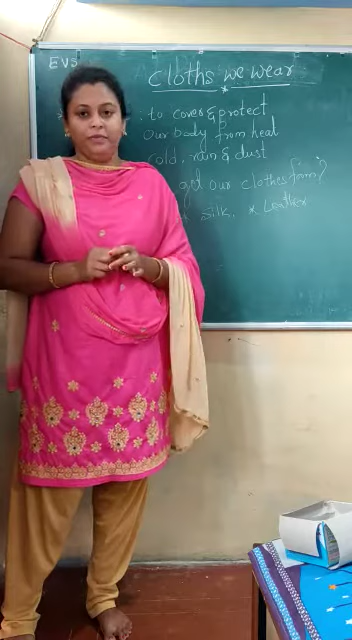 EVS
Cloths we wear
to cover & protect
Our body from heal
cold, rain & dust
get our clothes from?
silk, * Leather